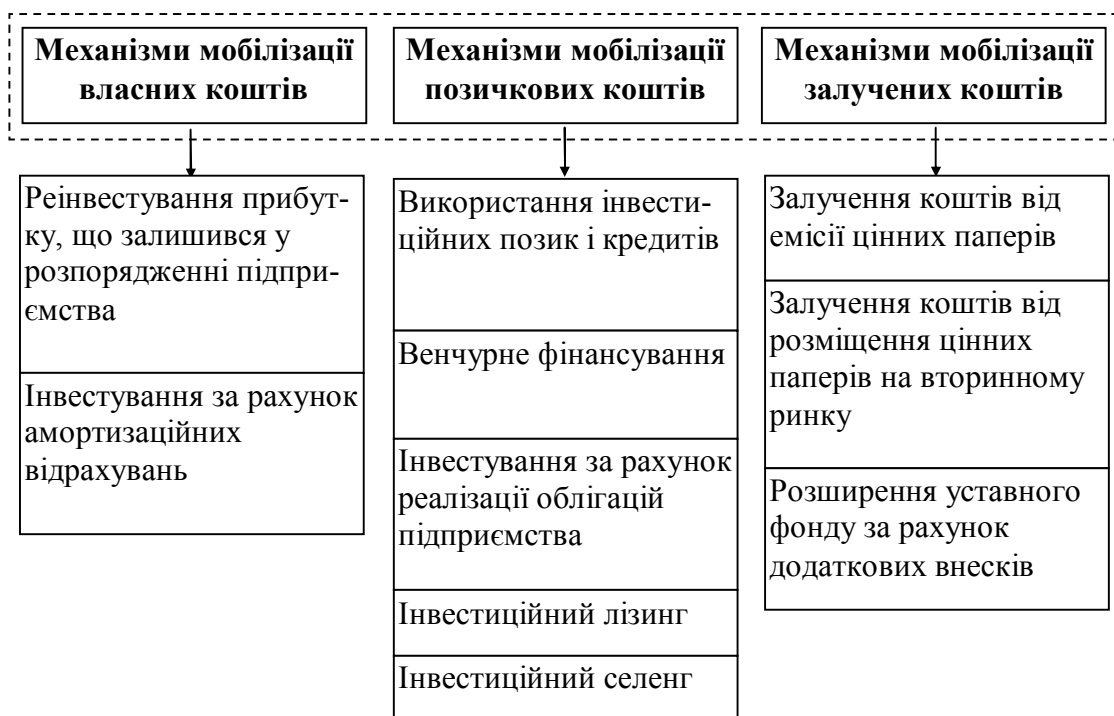 Механізми мобілізації
власних коштів
Механізми мобілізації
позичкових коштів
Механізми мобілізації
залучених коштів
Реінвестування прибут-
ку, що залишився у
розпорядженні підпри-
ємства
Інвестування за рахунок
амортизаційних
відрахувань
Використання інвести-
ційних позик і кредитів
Венчурне фінансування
Інвестування за рахунок
реалізації облігацій
підприємства
Інвестиційний лізинг
Інвестиційний селенг
Залучення коштів від
емісії цінних паперів
Залучення коштів від
розміщення цінних
паперів на вторинному
ринку
Розширення уставного
фонду за рахунок
додаткових внесків